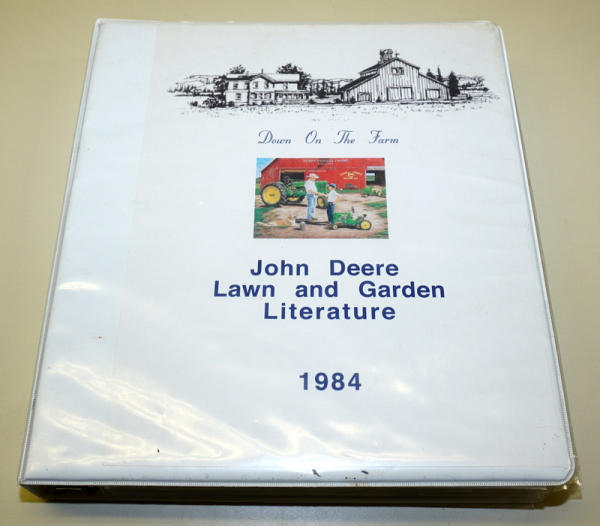 Down On The Farm
John Deere
Lawn and Garden
Literature
1984